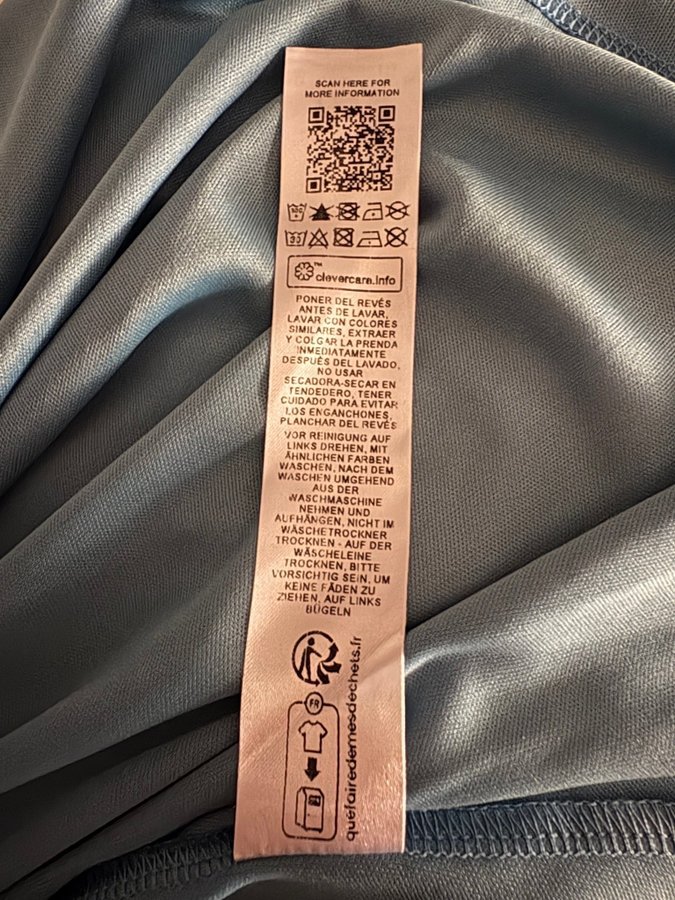 SCAN HERE FOR
MORE INFORMATION
™
clevercare.info
PONER DEL REVÉS
ANTES DE LAVAR,
LAVAR CON COLORES
SIMILARES, EXTRAER
Y COLGAR LA PRENDA
INMEDIATAMENTE
DESPUÉS DEL LAVADO,
NO USAR
SECADORA-SECAR EN
TENDEDERO, TENER
CUIDADO PARA EVITAR
LOS ENGANCHONES,
PLANCHAR DEL REVÉS
VOR REINIGUNG AUF
LINKS DREHEN, MIT
ÄHNLICHEN FARBEN
WASCHEN, NACH DEM
WASCHEN UMGEHEND
AUS DER
WASCHMASCHINE
NEHMEN UND
AUFHÄNGEN, NICHT IM
WÄSCHETROCKNER
TROCKNEN - AUF DER
WÄSCHELEINE
TROCKNEN, BITTE
VORSICHTIG SEIN, UM
KEINE FÄDEN ZU
ZIEHEN, AUF LINKS
BÜGELN
FR
quefairedemesdechets.fr